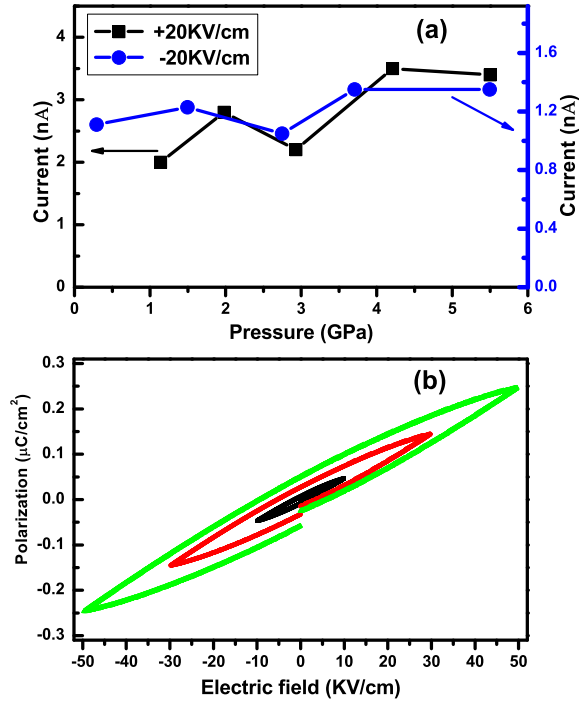 +20KV/cm
-20KV/cm
(a)
4
3
2
1
0
Current (nA)
1.6
1.2
0.8
0.4
0.0
Current (nA)
0 1 2 3 4 5 6
Pressure (GPa)
(b)
0.3
0.2
0.1
0.0
-0.1
-0.2
-0.3
Polarization (μC/cm²)
-50 -40 -30 -20 -10 0 10 20 30 40 50
Electric field (KV/cm)